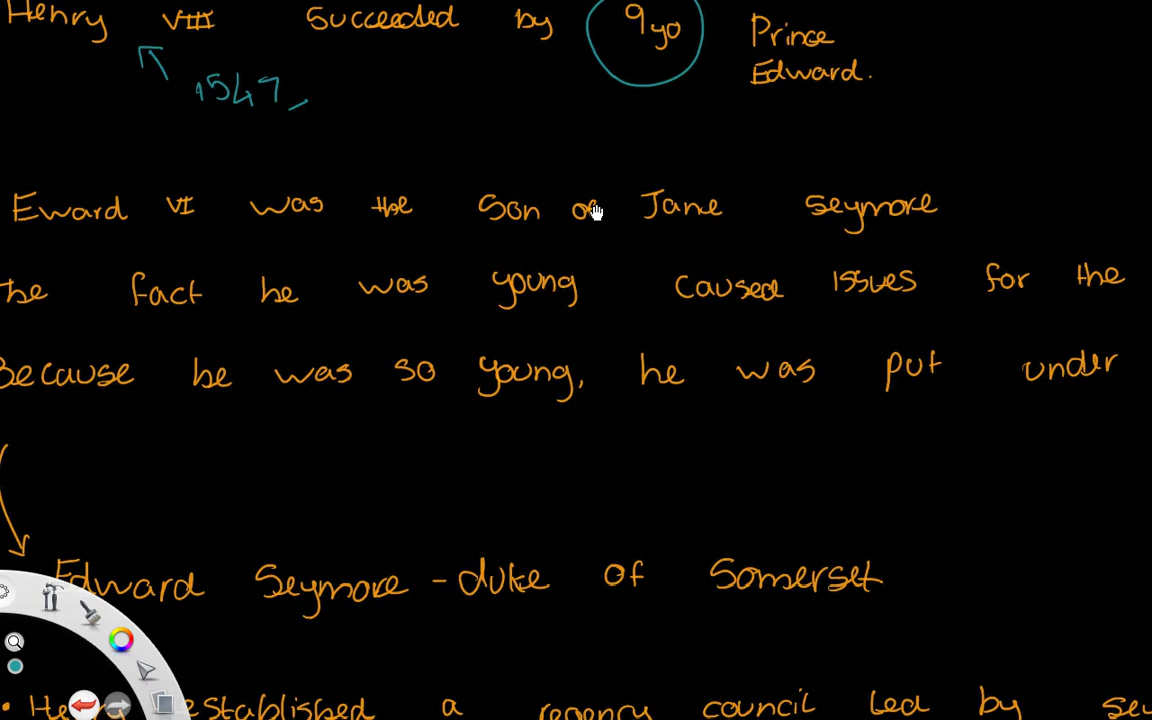 Henry VIII Succeeded by 9yo Prince
Edward.
1547
Eward VI was the Son of Jane Seymore
The fact he was young caused issues for the
Because he was so young, he was put under
Edward Seymore - duke of Somerset
established a regency council led by